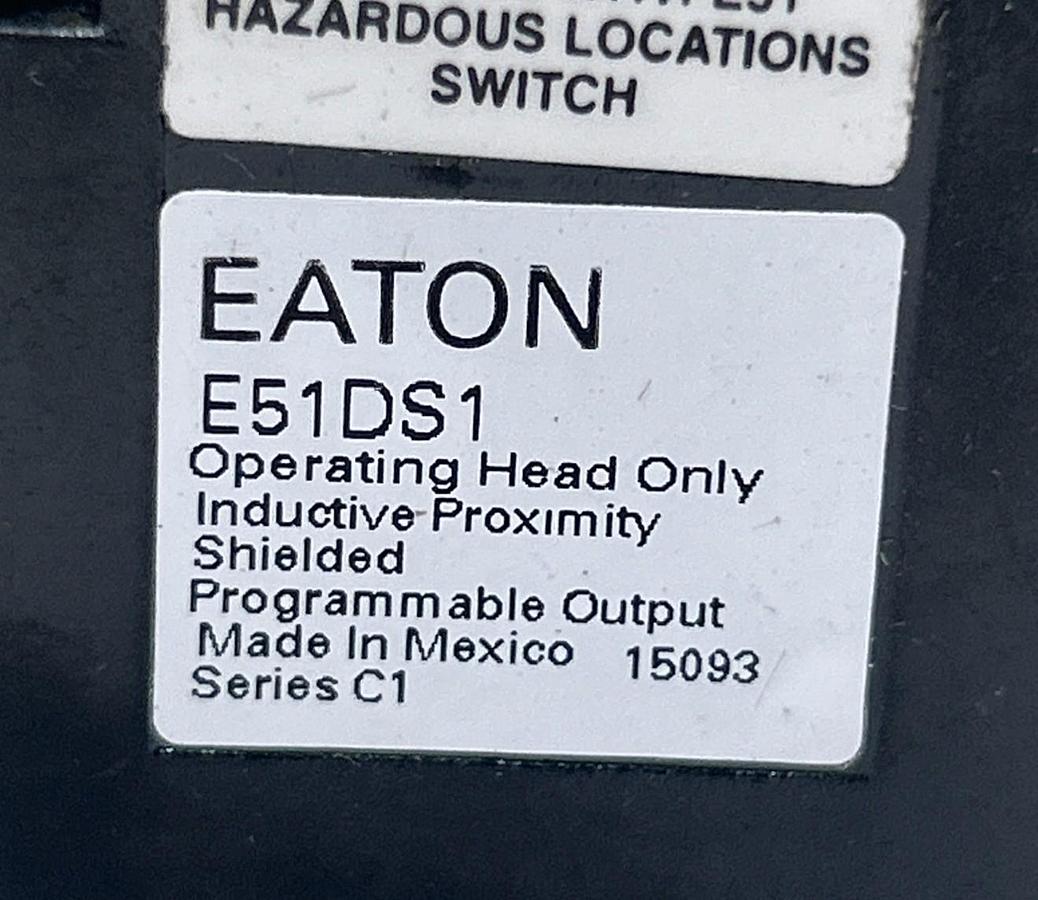 HAZARDOUS LOCATIONS
SWITCH
EATON
E51DS1
Operating Head Only
Inductive Proximity
Shielded
Programmable Output
Made In Mexico 15093
Series C1